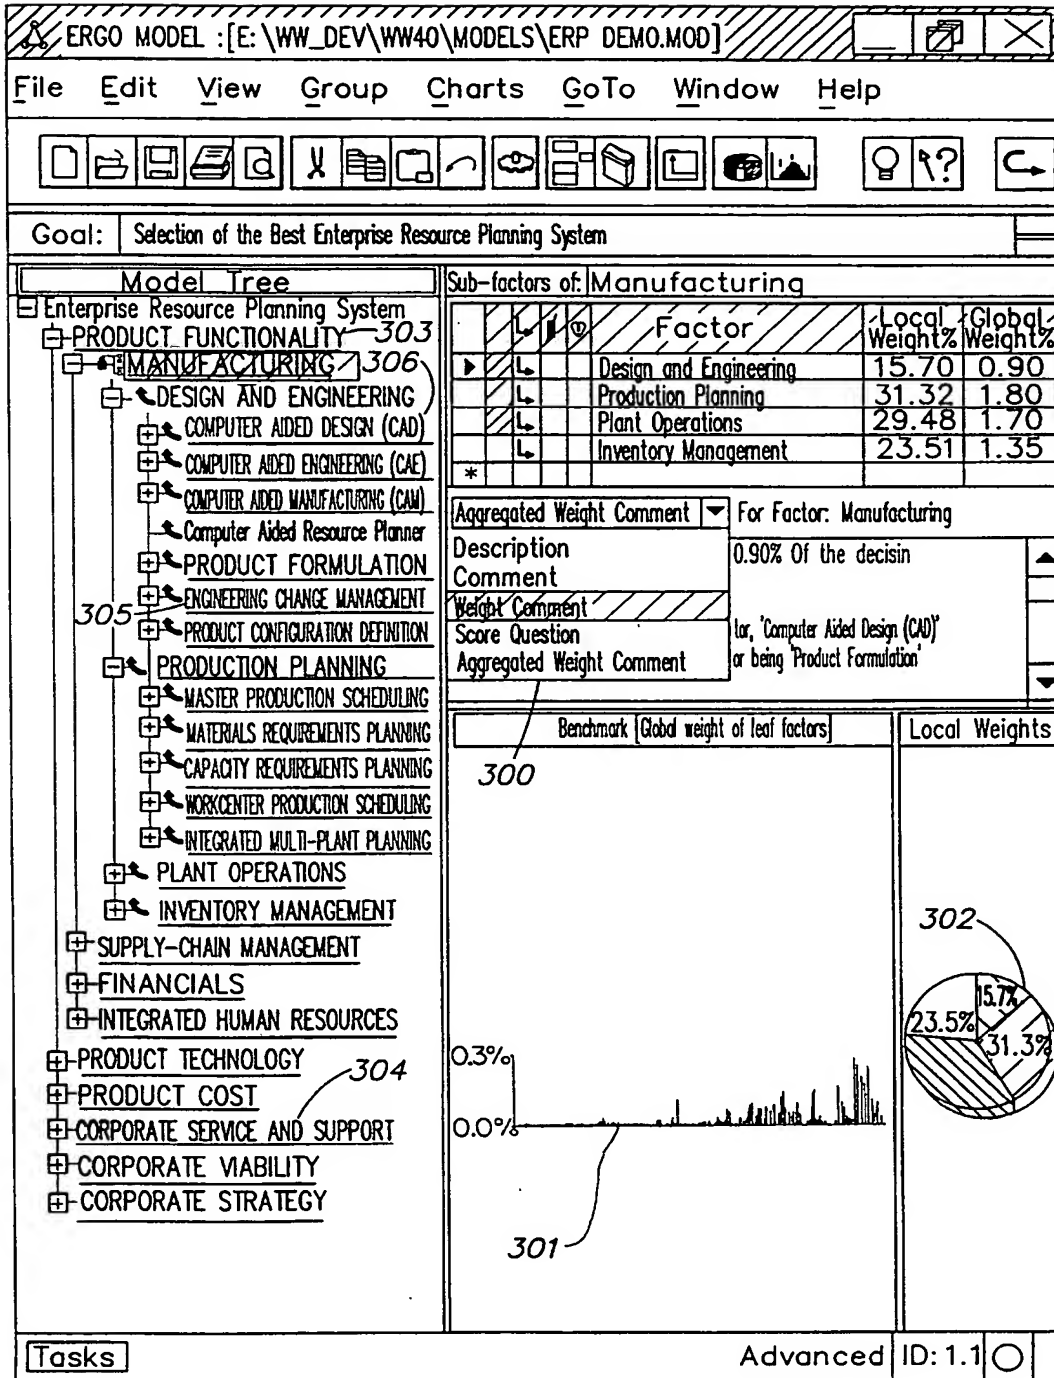 ERGO MODEL :[E: \WW_DEV\WW40\MODELS\ERP DEMO.MOD]
File Edit View Group Charts GoTo Window Help
Goal: Selection of the Best Enterprise Resource Planning System
Model Tree
Enterprise Resource Planning System
PRODUCT FUNCTIONALITY 303
MANUFACTURING 306
DESIGN AND ENGINEERING
COMPUTER AIDED DESIGN (CAD)
COMPUTER AIDED ENGINEERING (CAE)
COMPUTER AIDED MANUFACTURING (CAM)
Computer Aided Resource Planner
PRODUCT FORMULATION
ENGINEERING CHANGE MANAGEMENT
305
PRODUCT CONFIGURATION DEFINITION
PRODUCTION PLANNING
MASTER PRODUCTION SCHEDULING
MATERIALS REQUIREMENTS PLANNING
CAPACITY REQUIREMENTS PLANNING
WORKCENTER PRODUCTION SCHEDULING
INTEGRATED MULTI-PLANT PLANNING
PLANT OPERATIONS
INVENTORY MANAGEMENT
SUPPLY-CHAIN MANAGEMENT
FINANCIALS
INTEGRATED HUMAN RESOURCES
PRODUCT TECHNOLOGY
304
PRODUCT COST
CORPORATE SERVICE AND SUPPORT
CORPORATE VIABILITY
CORPORATE STRATEGY
Sub-factors of: Manufacturing
Factor Local Weight% Global Weight%
Design and Engineering 15.70 0.90
Production Planning 31.32 1.80
Plant Operations 29.48 1.70
Inventory Management 23.51 1.35
*
Aggregated Weight Comment For Factor: Manufacturing
Description
Comment
Weight Comment
Score Question
Aggregated Weight Comment
0.90% Of the decisin
tor, 'Computer Aided Design (CAD)'
or being 'Product Formulation'
300
Benchmark [Global weight of leaf factors]
0.3%
0.0%
301
Local Weights
302
15.7%
23.5%
31.3%
Tasks Advanced ID: 1.1